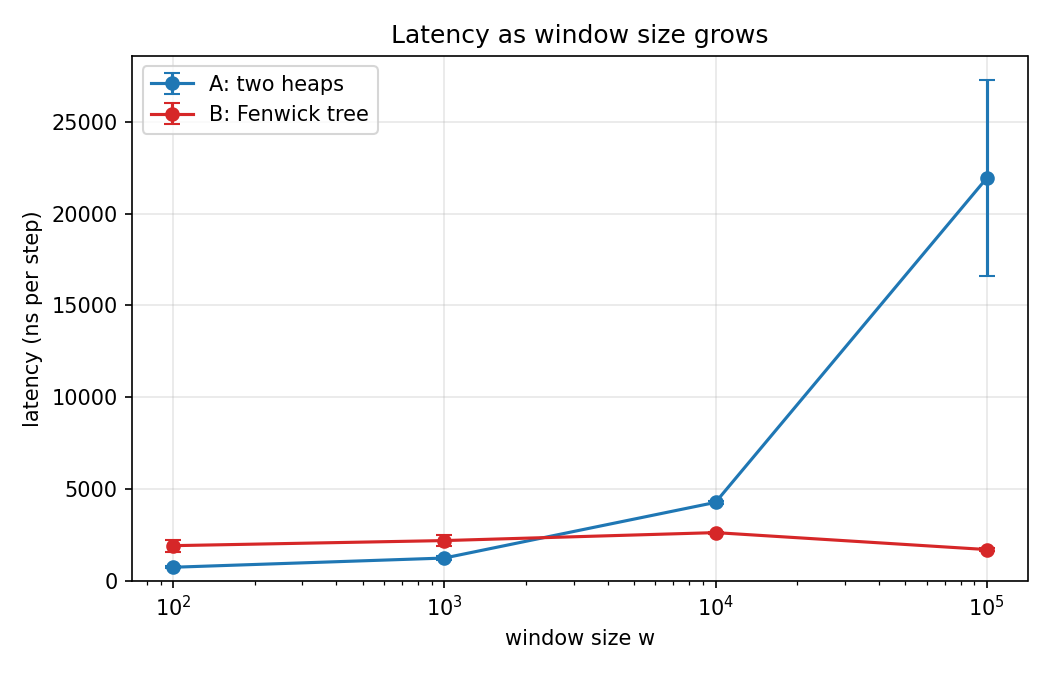 Latency as window size grows
A: two heaps
B: Fenwick tree
latency (ns per step)
25000
20000
15000
10000
5000
0
10² 10³ 10⁴ 10⁵
window size w